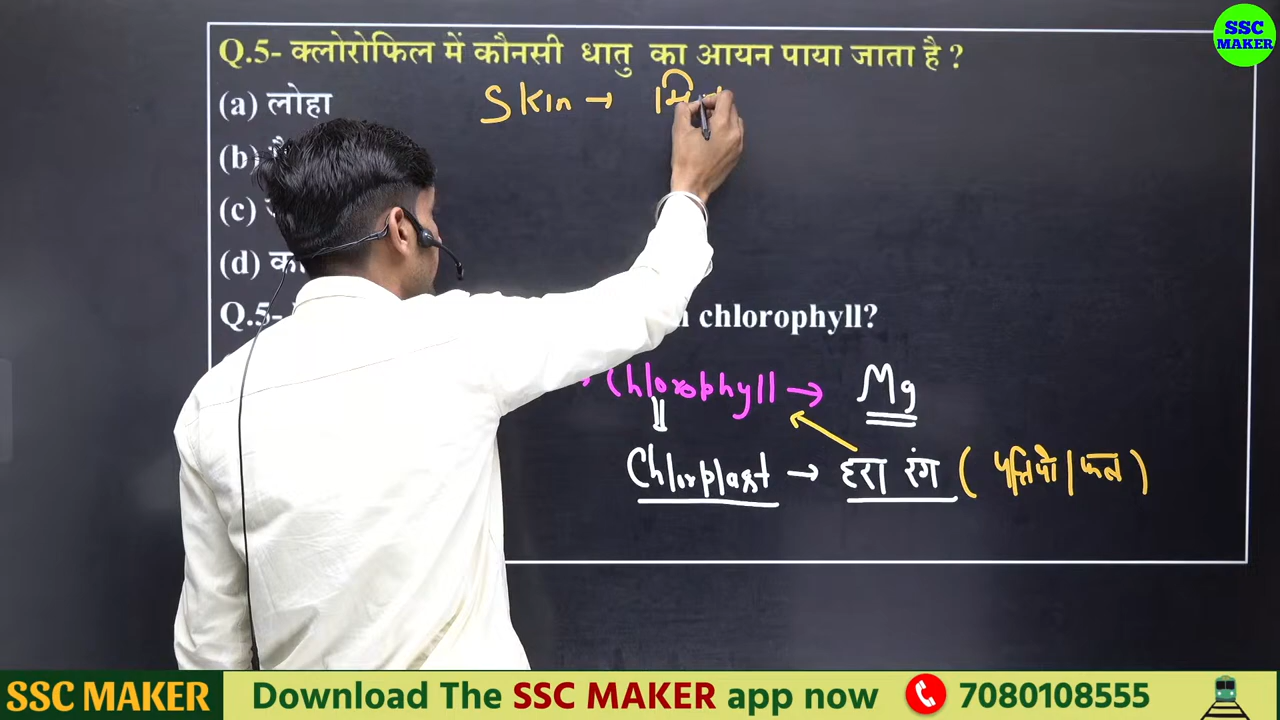 SSC
MAKER
Q.5- क्लोरोफिल में कौनसी धातु का आयन पाया जाता है ?
(a) लोहा
Skin →
(b)
(c)
(d)
Q.5- chlorophyll?
Chlorophyll → Mg
Chlorplast → हरा रंग ( पत्तियो | फल )
SSC MAKER Download The SSC MAKER app now 7080108555